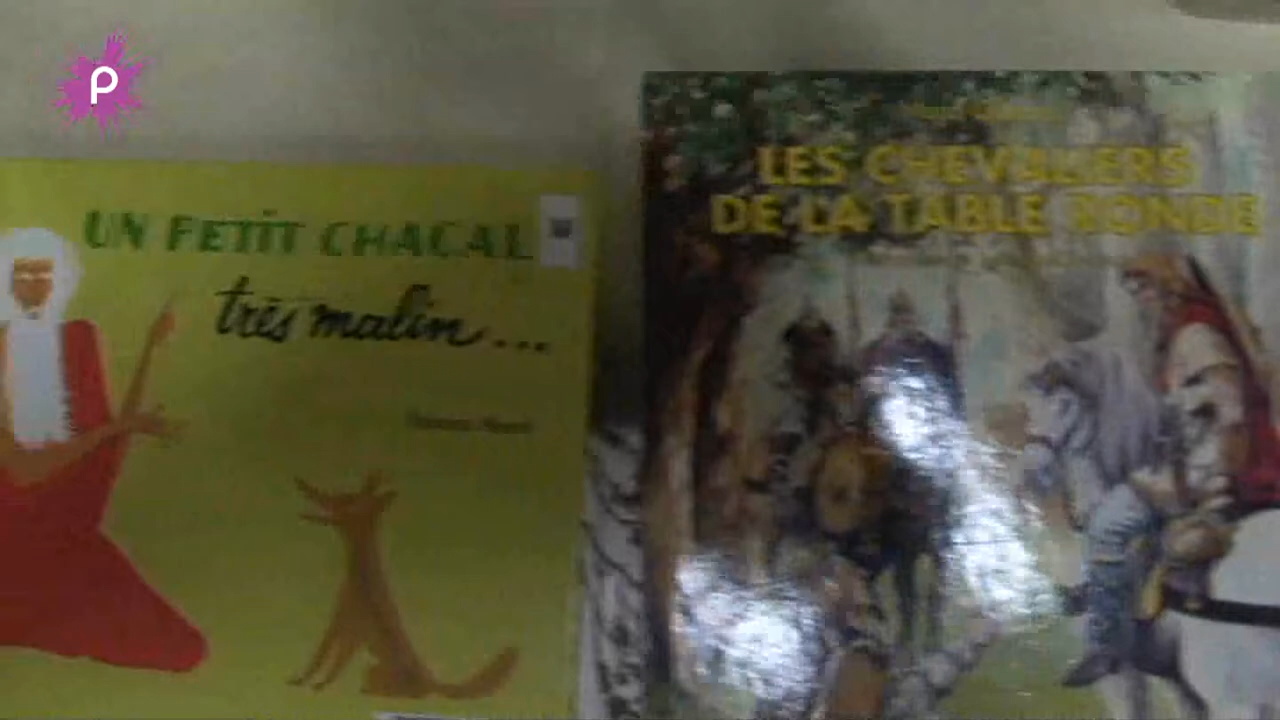 P
UN PETIT CHACAL
très malin...
LES CHEVALIERS
DE LA TABLE RONDE